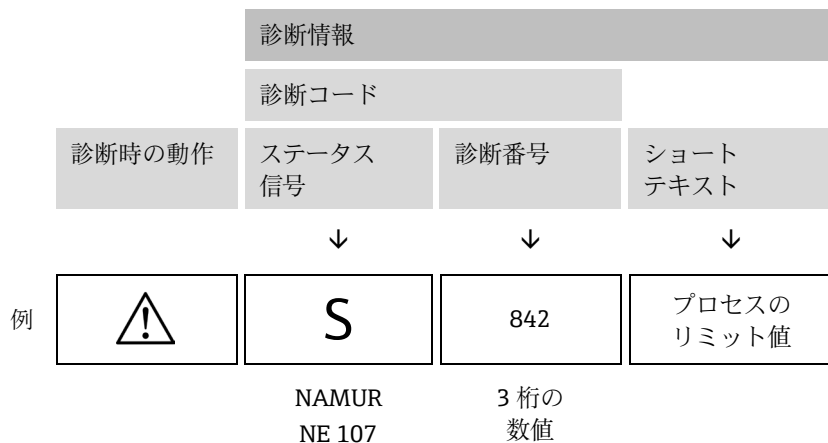 診断情報
診断コード
診断時の動作
ステータス
信号
診断番号
ショート
テキスト
例
S
842
プロセスの
リミット値
NAMUR
NE 107
3 桁の
数値